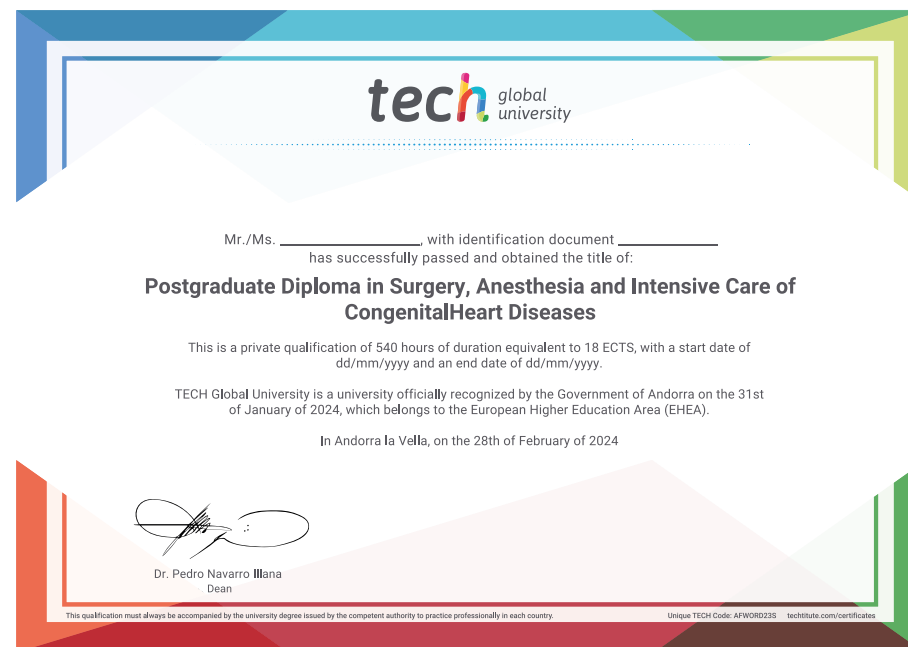 tech global university
Mr./Ms. ________________, with identification document ____________
has successfully passed and obtained the title of:
Postgraduate Diploma in Surgery, Anesthesia and Intensive Care of
CongenitalHeart Diseases
This is a private qualification of 540 hours of duration equivalent to 18 ECTS, with a start date of
dd/mm/yyyy and an end date of dd/mm/yyyy.
TECH Global University is a university officially recognized by the Government of Andorra on the 31st
of January of 2024, which belongs to the European Higher Education Area (EHEA).
In Andorra la Vella, on the 28th of February of 2024
Dr. Pedro Navarro Illana
Dean
This qualification must always be accompanied by the university degree issued by the competent authority to practice professionally in each country.
Unique TECH Code: AFWORD23S techtitute.com/certificates